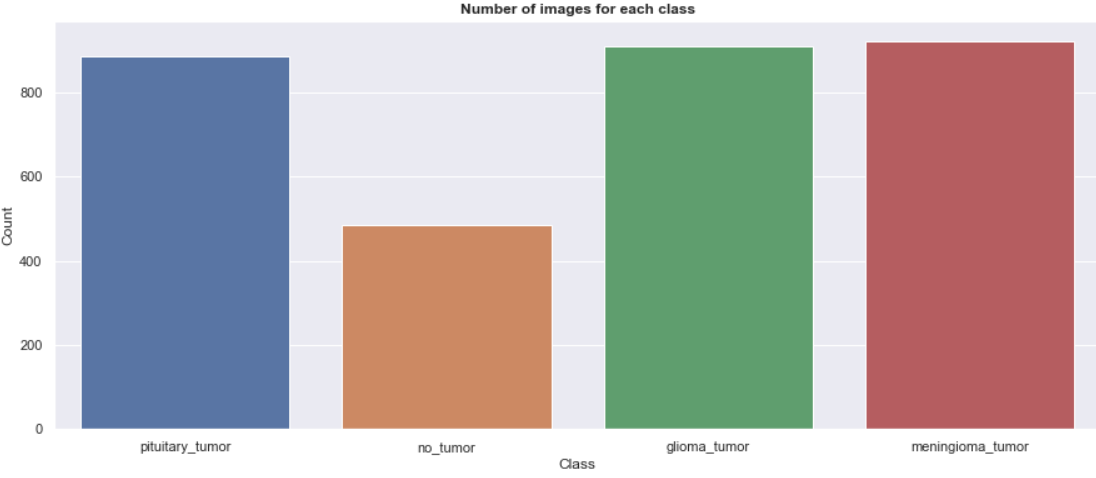 Number of images for each class
800
600
400
200
0
Count
pituitary_tumor
no_tumor
glioma_tumor
meningioma_tumor
Class